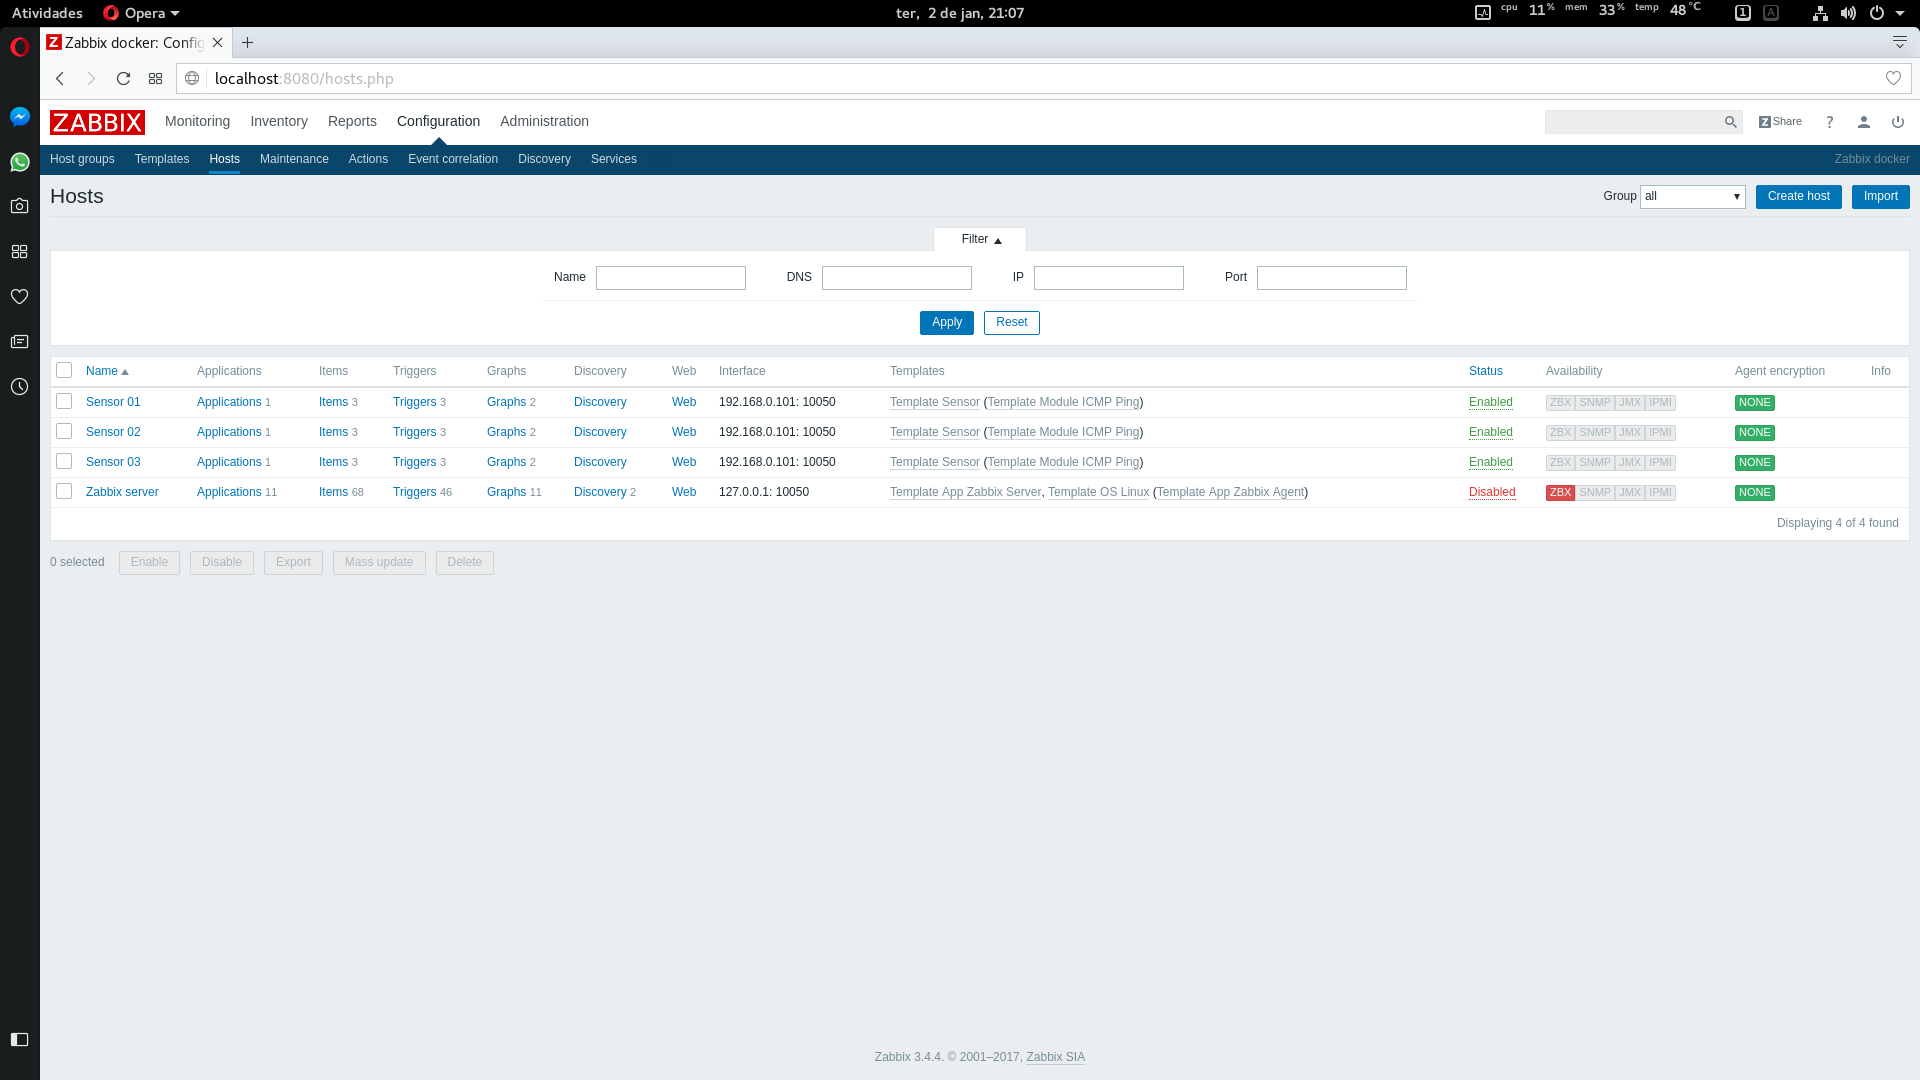 Atividades Opera ter, 2 de jan, 21:07 cpu 11 % mem 33 % temp 48 °C 1 A
Zabbix docker: Config
localhost:8080/hosts.php
ZABBIX Monitoring Inventory Reports Configuration Administration Z Share ?
Host groups Templates Hosts Maintenance Actions Event correlation Discovery Services Zabbix docker
Hosts Group all Create host Import
Filter
Name DNS IP Port
Apply Reset
Name Applications Items Triggers Graphs Discovery Web Interface Templates Status Availability Agent encryption Info
Sensor 01 Applications 1 Items 3 Triggers 3 Graphs 2 Discovery Web 192.168.0.101: 10050 Template Sensor (Template Module ICMP Ping) Enabled ZBX SNMP JMX IPMI NONE
Sensor 02 Applications 1 Items 3 Triggers 3 Graphs 2 Discovery Web 192.168.0.101: 10050 Template Sensor (Template Module ICMP Ping) Enabled ZBX SNMP JMX IPMI NONE
Sensor 03 Applications 1 Items 3 Triggers 3 Graphs 2 Discovery Web 192.168.0.101: 10050 Template Sensor (Template Module ICMP Ping) Enabled ZBX SNMP JMX IPMI NONE
Zabbix server Applications 11 Items 68 Triggers 46 Graphs 11 Discovery 2 Web 127.0.0.1: 10050 Template App Zabbix Server, Template OS Linux (Template App Zabbix Agent) Disabled ZBX SNMP JMX IPMI NONE
Displaying 4 of 4 found
0 selected Enable Disable Export Mass update Delete
Zabbix 3.4.4. © 2001–2017, Zabbix SIA